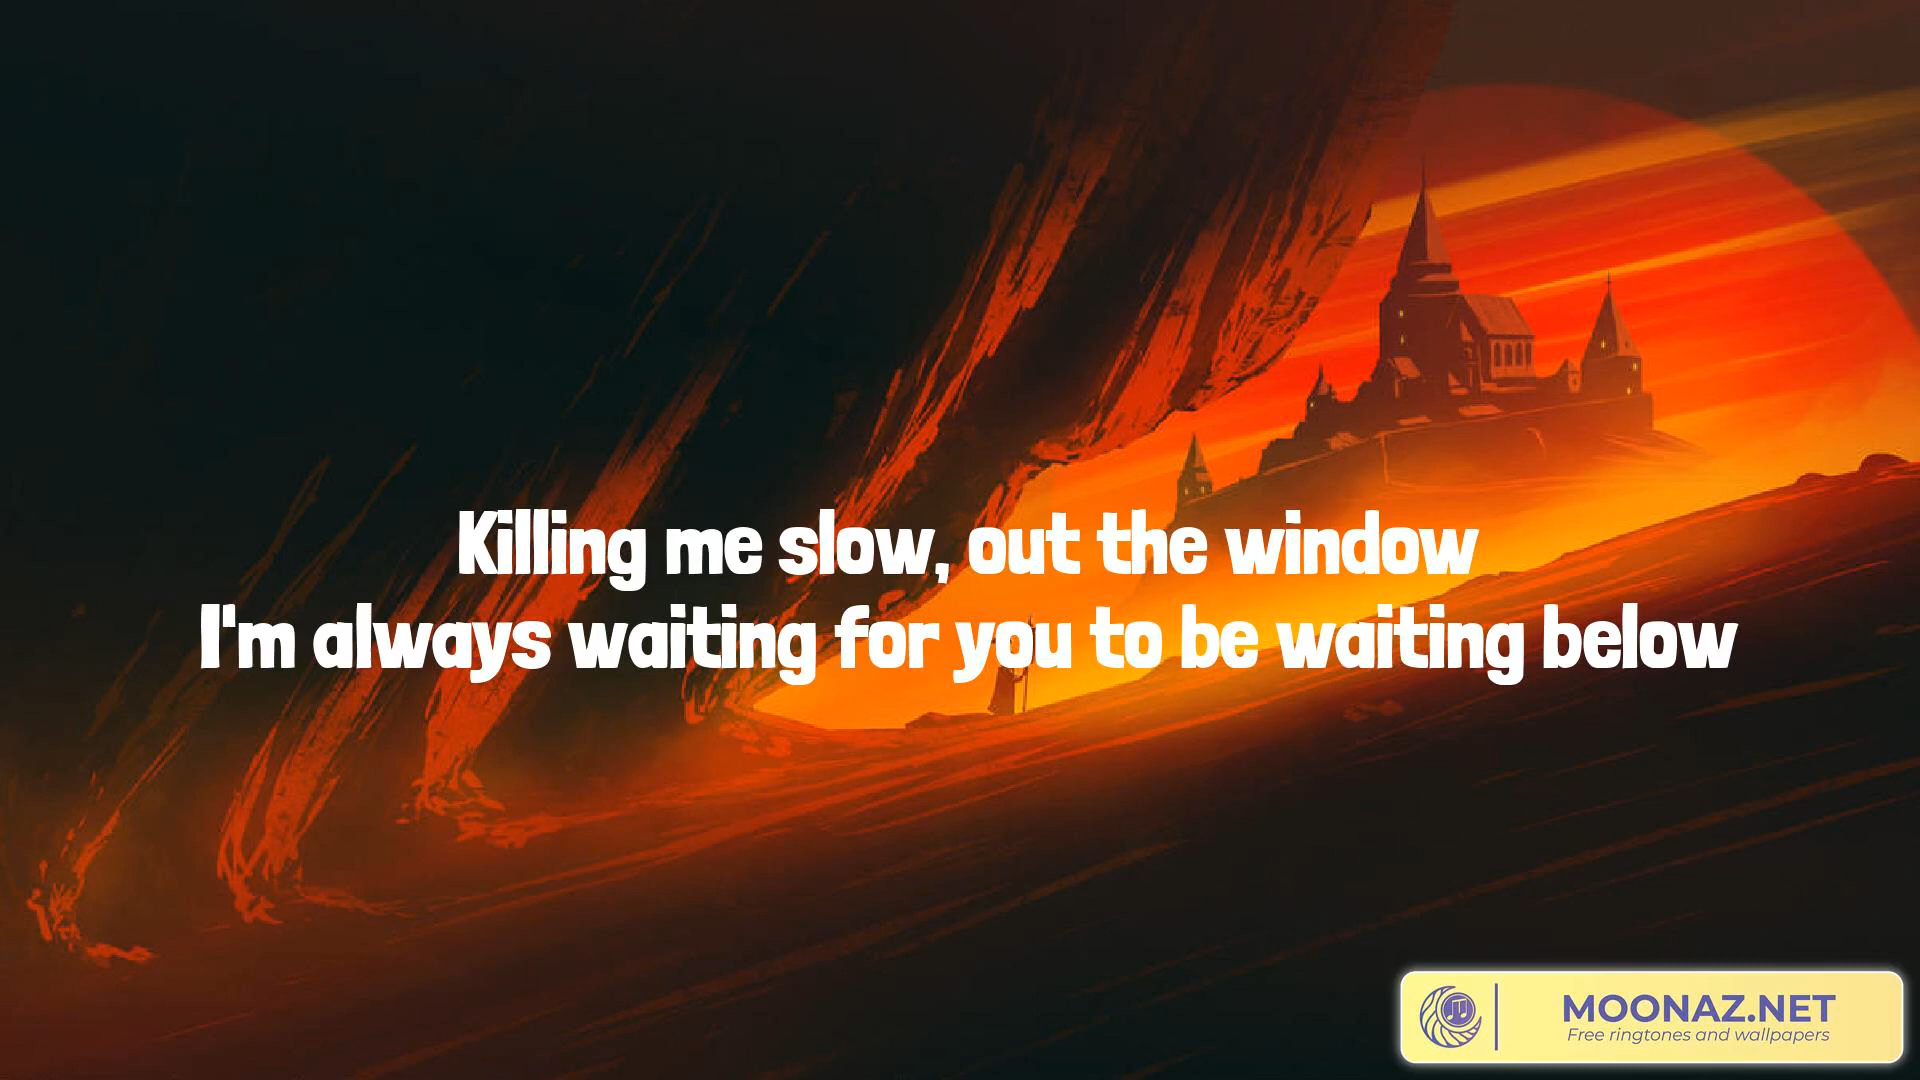 Killing me slow, out the window
I'm always waiting for you to be waiting below
MOONAZ.NET
Free ringtones and wallpapers